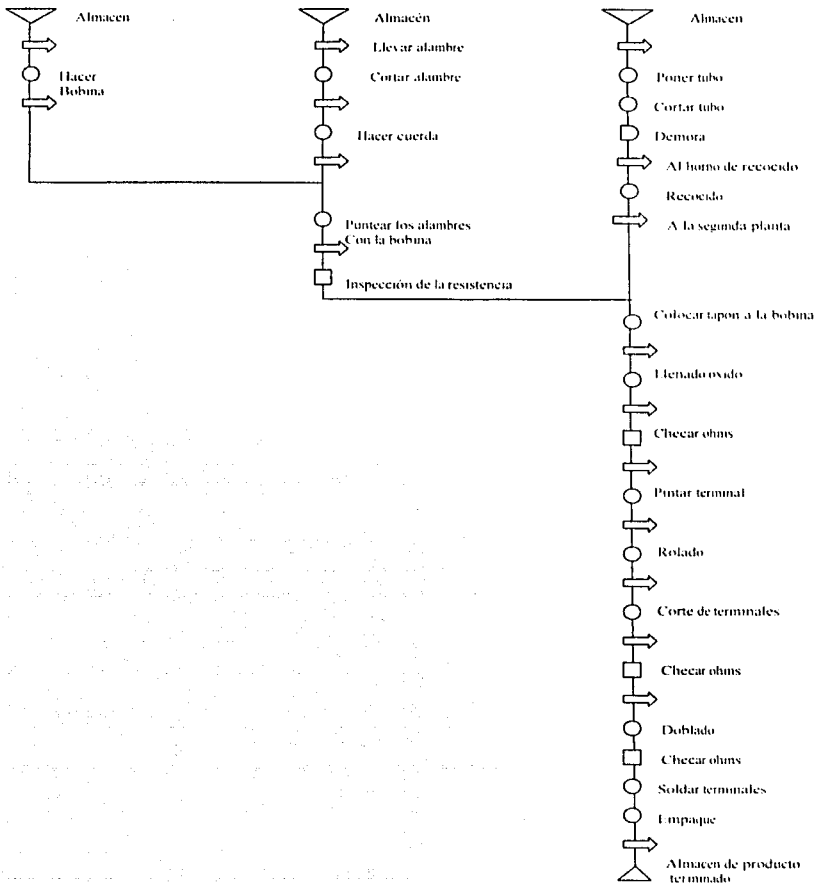 Almacen
Hacer
Bobina
Almacén
Llevar alambre
Cortar alambre
Hacer cuerda
Puntear los alambres
Con la bobina
Inspección de la resistencia
Almacen
Poner tubo
Cortar tubo
Demora
Al horno de recocido
Recocido
A la segunda planta
Colocar tapon a la bobina
Llenado oxido
Checar ohms
Pintar terminal
Rolado
Corte de terminales
Checar ohms
Doblado
Checar ohms
Soldar terminales
Empaque
Almacen de producto
terminado